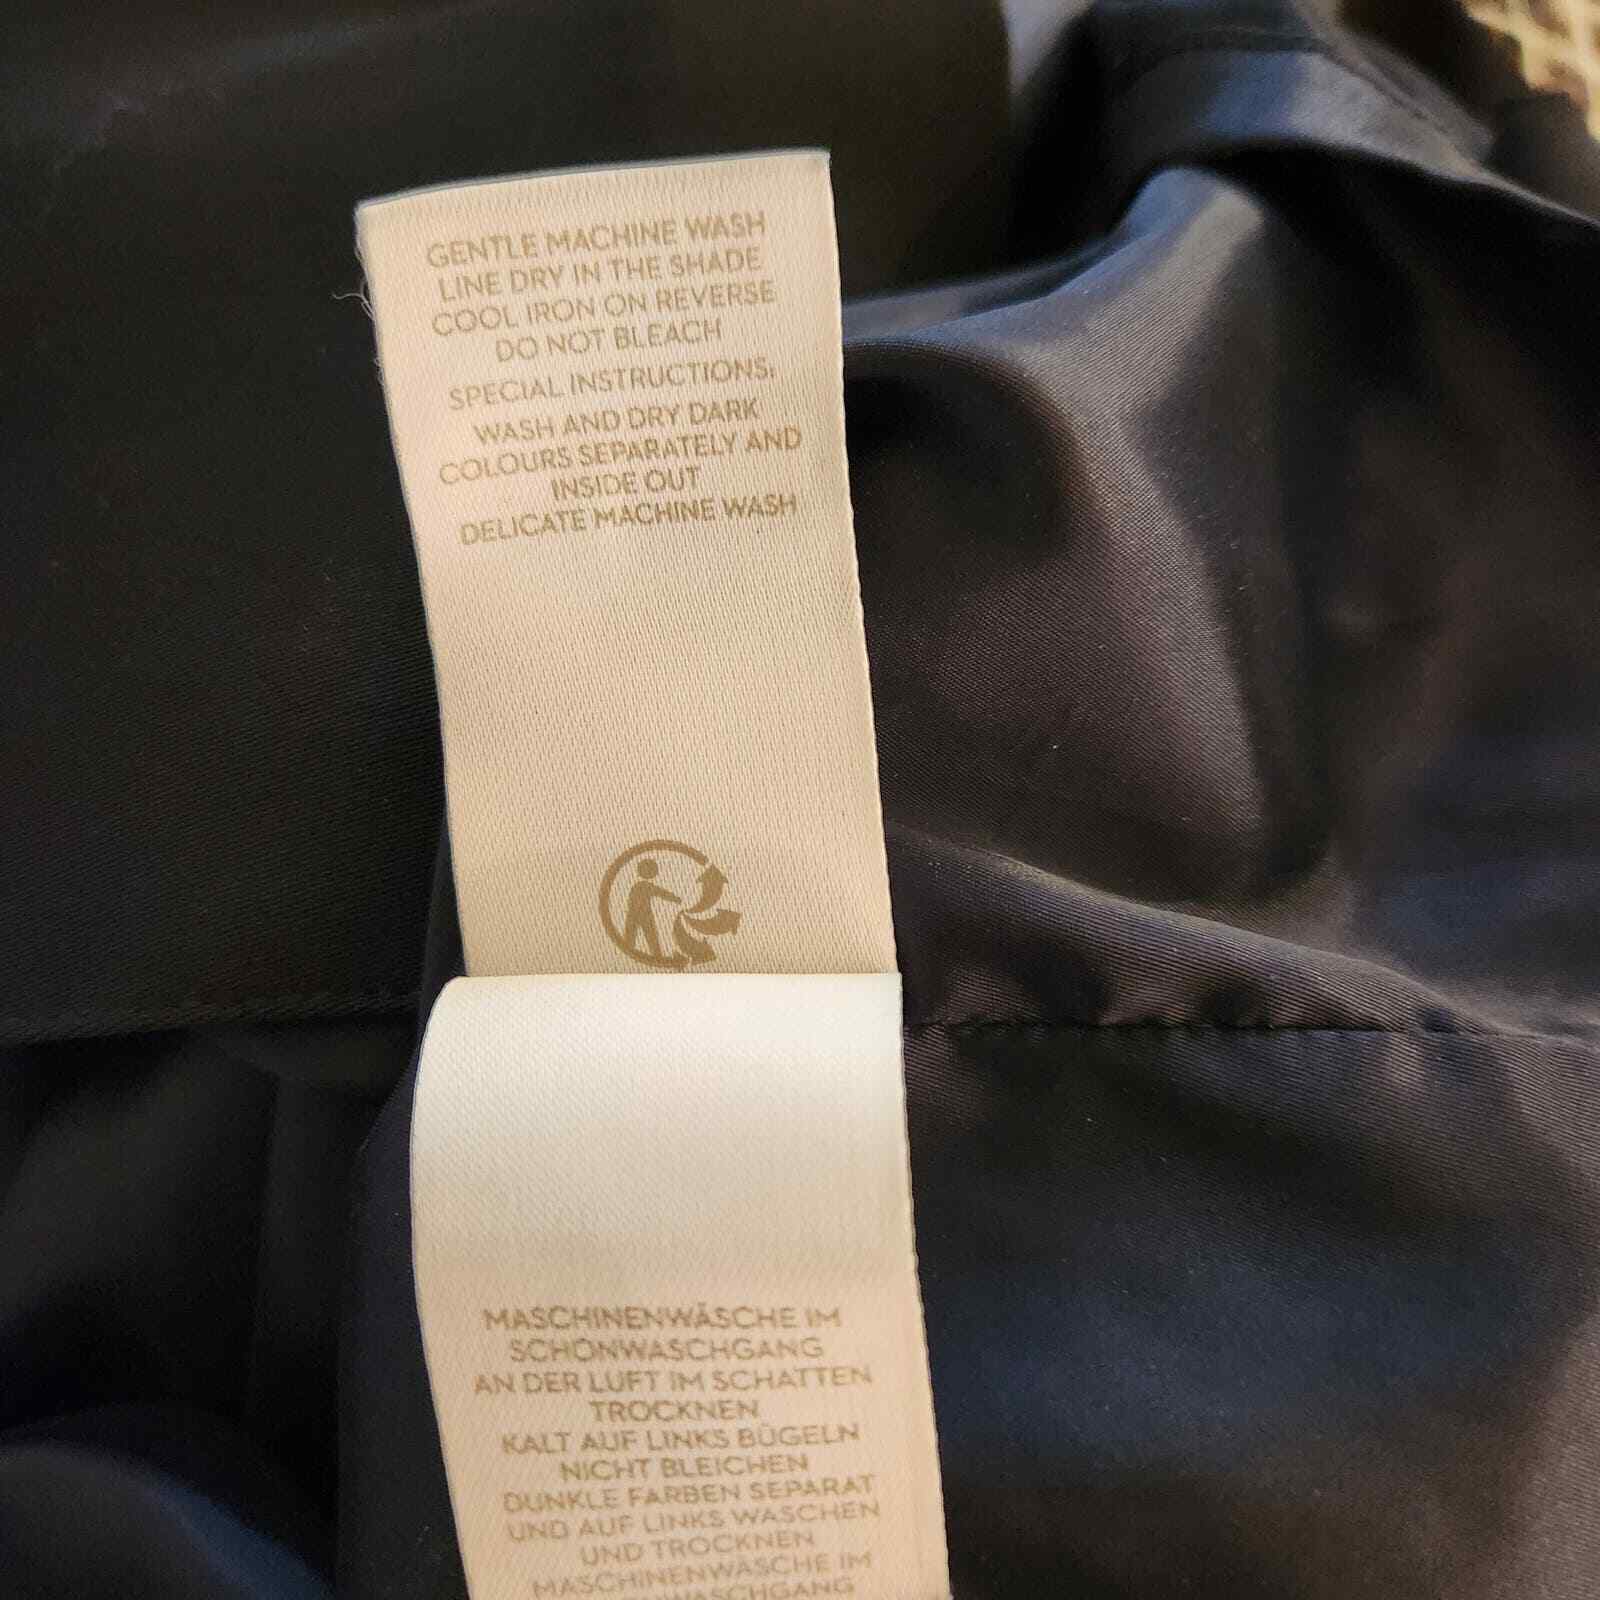 GENTLE MACHINE WASH
LINE DRY IN THE SHADE
COOL IRON ON REVERSE
DO NOT BLEACH
SPECIAL INSTRUCTIONS:
WASH AND DRY DARK
COLOURS SEPARATELY AND
INSIDE OUT
DELICATE MACHINE WASH
MASCHINENWÄSCHE IM
SCHONWASCHGANG
AN DER LUFT IM SCHATTEN
TROCKNEN
KALT AUF LINKS BÜGELN
NICHT BLEICHEN
DUNKLE FARBEN SEPARAT
UND AUF LINKS WASCHEN
UND TROCKNEN
MASCHINENWÄSCHE IM